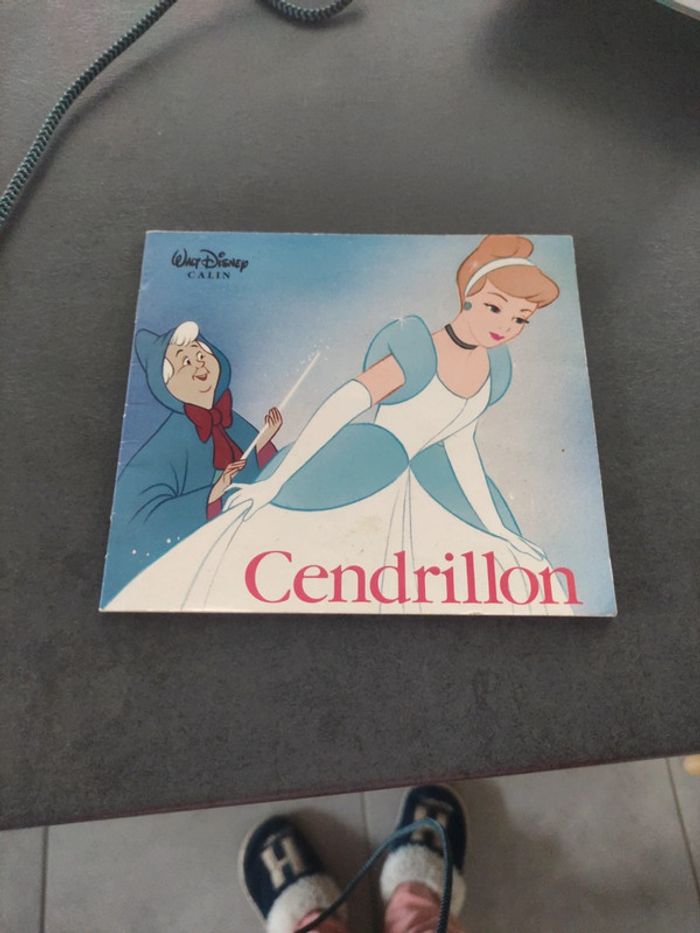 Walt Disney
CALIN
Cendrillon
H
H